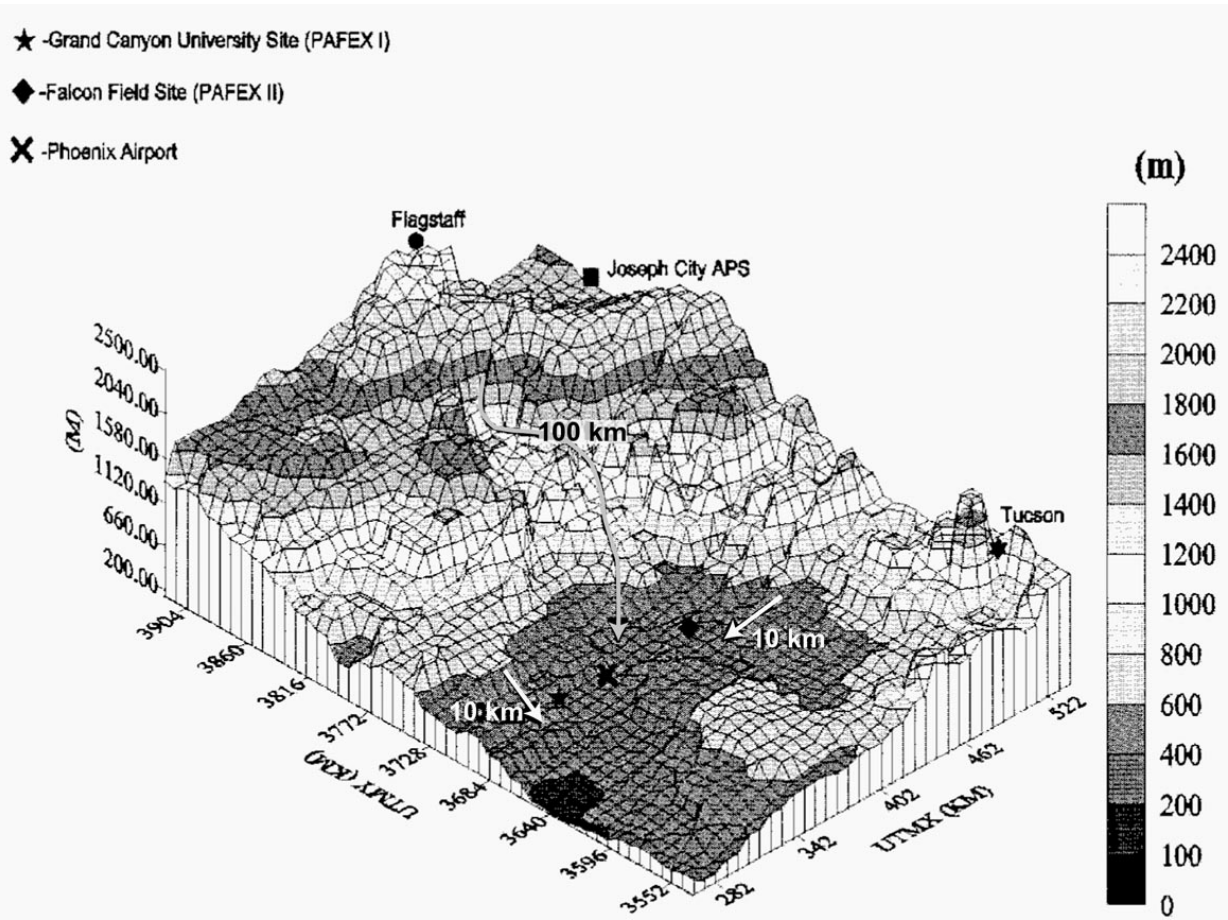 ★ -Grand Canyon University Site (PAFEX I)
◆ -Falcon Field Site (PAFEX II)
X -Phoenix Airport
(m)
Flagstaff
Joseph City APS
2400
2200
2000
1800
1600
1400
1200
1000
800
600
400
200
100
0
2500.00
2040.00
1580.00
1120.00
660.00
200.00
(M)
100 km
Tucson
10 km
10 km
3904
3860
3816
3772
3728
3684
3640
3596
3552
UTMY (KM)
282
342
402
462
522
UTMX (KM)